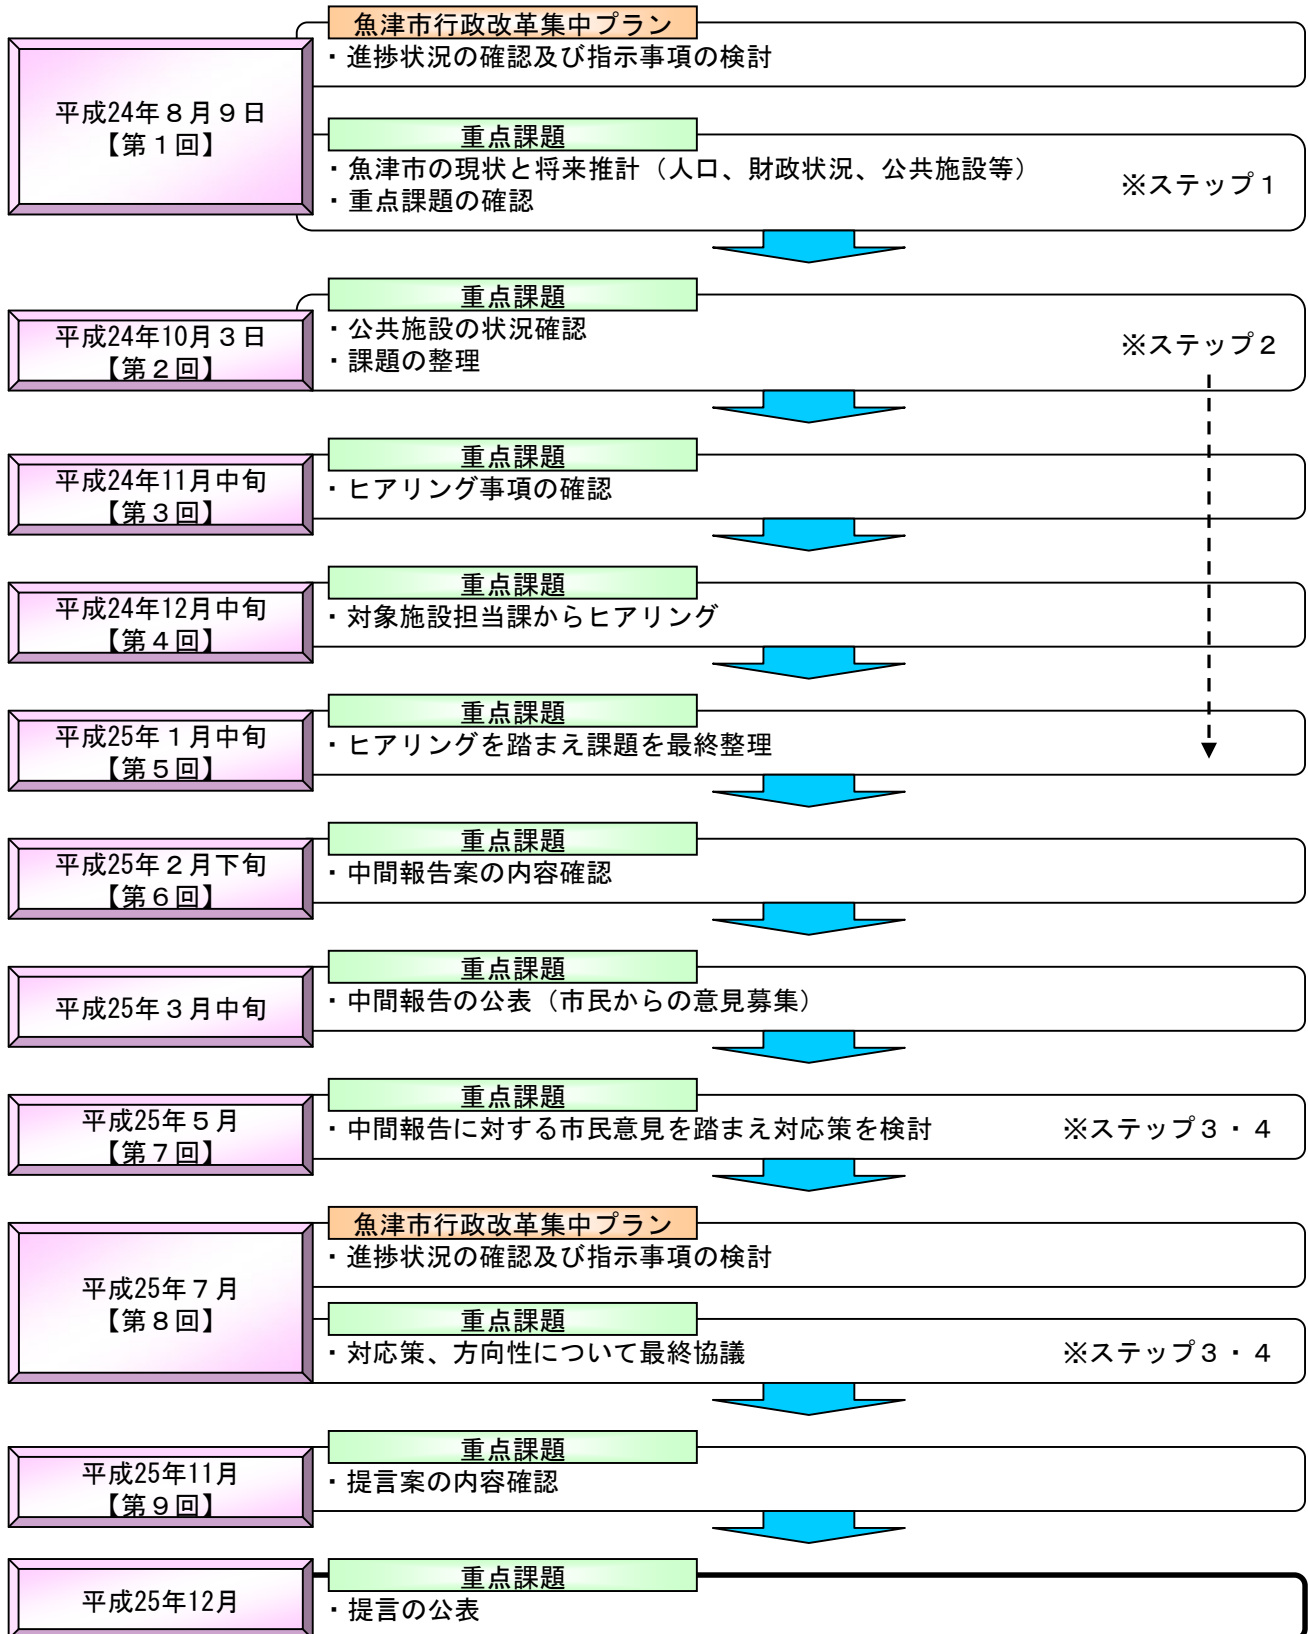 魚津市行政改革集中プラン
・進捗状況の確認及び指示事項の検討
平成24年８月９日
【第１回】
重点課題
・魚津市の現状と将来推計（人口、財政状況、公共施設等）
・重点課題の確認
※ステップ１
重点課題
平成24年10月３日
【第２回】
・公共施設の状況確認
・課題の整理
※ステップ２
重点課題
平成24年11月中旬
【第３回】
・ヒアリング事項の確認
重点課題
平成24年12月中旬
【第４回】
・対象施設担当課からヒアリング
重点課題
平成25年１月中旬
【第５回】
・ヒアリングを踏まえ課題を最終整理
重点課題
平成25年２月下旬
【第６回】
・中間報告案の内容確認
重点課題
平成25年３月中旬
・中間報告の公表（市民からの意見募集）
重点課題
平成25年５月
【第７回】
・中間報告に対する市民意見を踏まえ対応策を検討
※ステップ３・４
魚津市行政改革集中プラン
・進捗状況の確認及び指示事項の検討
平成25年７月
【第８回】
重点課題
・対応策、方向性について最終協議
※ステップ３・４
重点課題
平成25年11月
【第９回】
・提言案の内容確認
重点課題
平成25年12月
・提言の公表